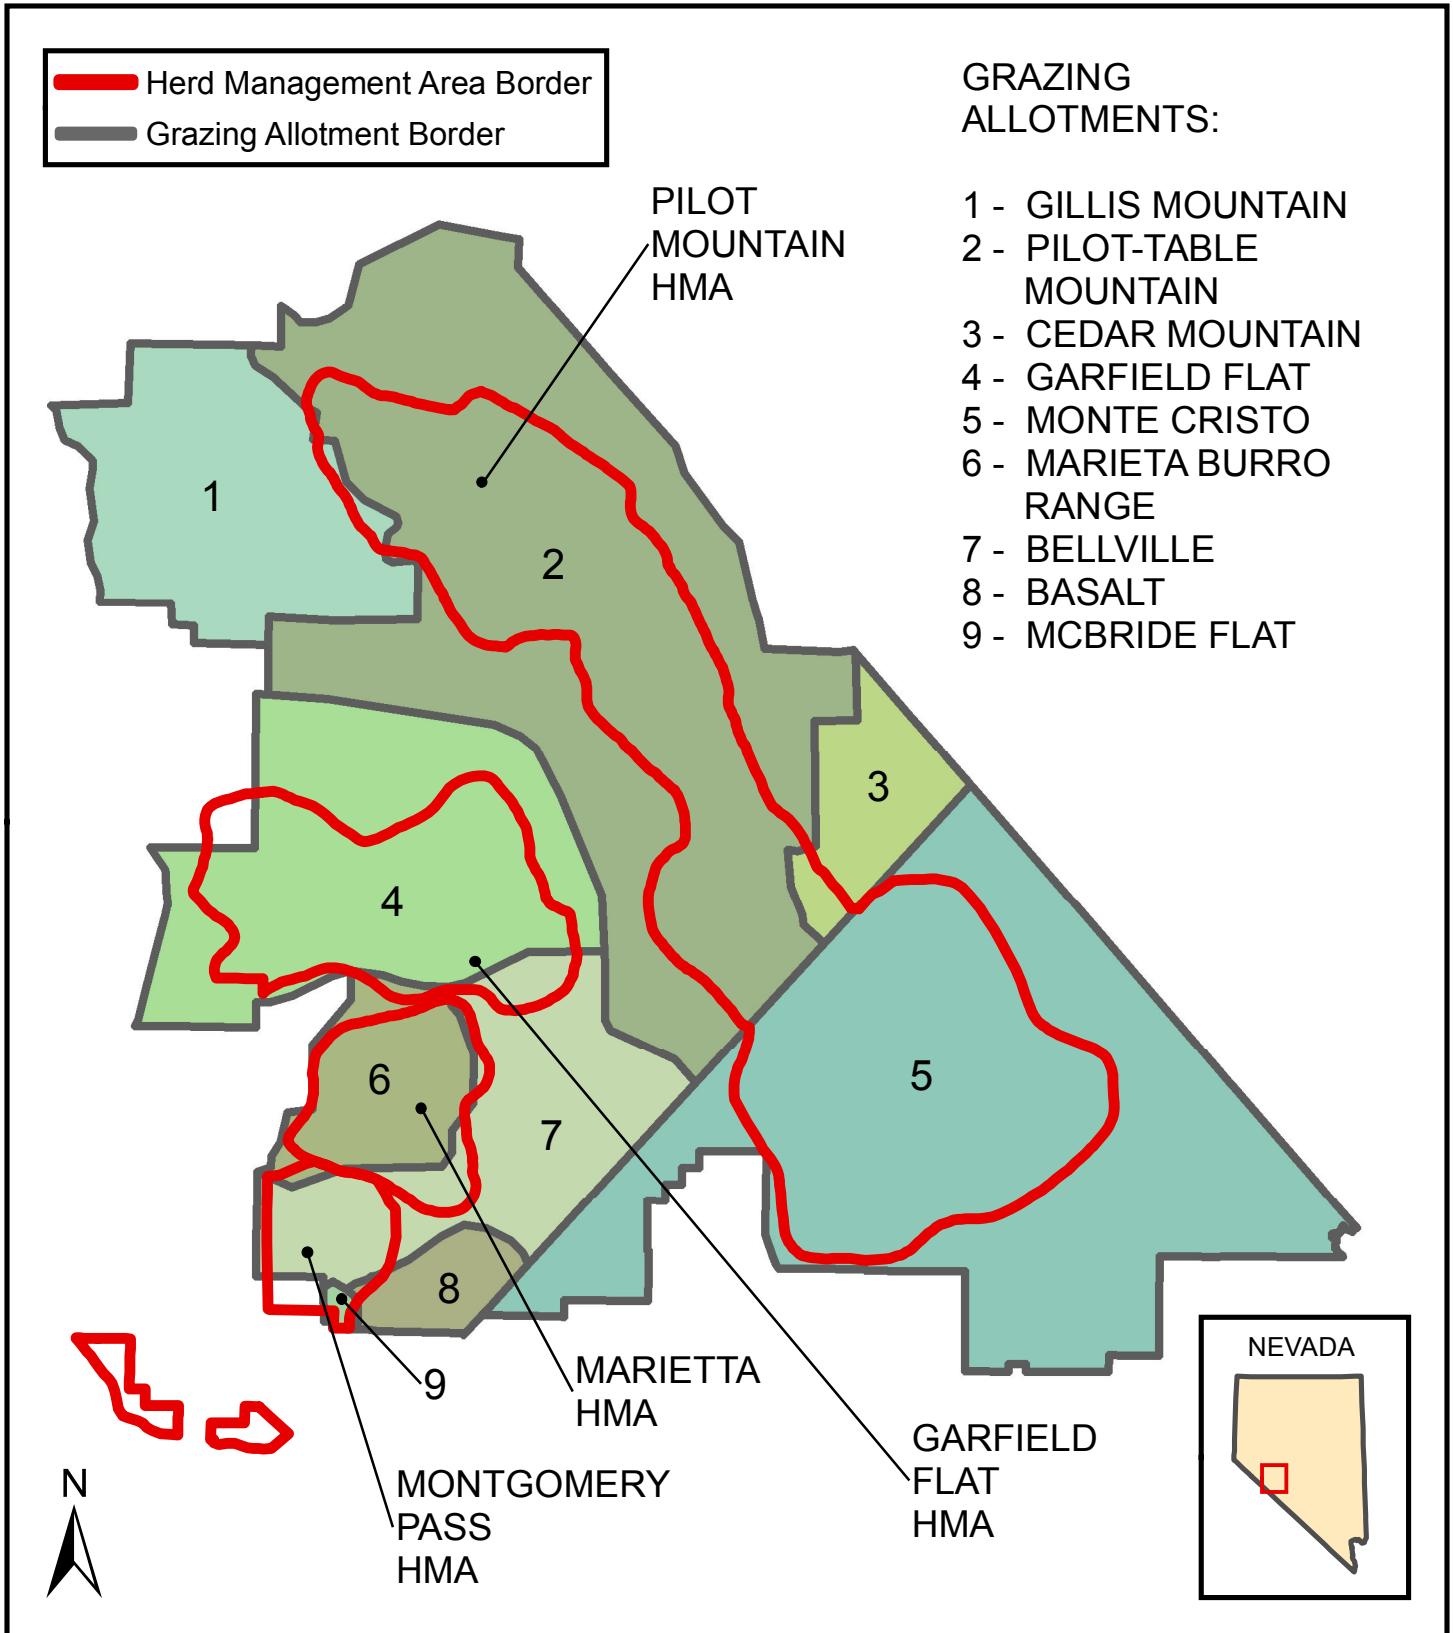 Herd Management Area Border
Grazing Allotment Border
GRAZING
ALLOTMENTS:
1 - GILLIS MOUNTAIN
2 - PILOT-TABLE
MOUNTAIN
3 - CEDAR MOUNTAIN
4 - GARFIELD FLAT
5 - MONTE CRISTO
6 - MARIETA BURRO
RANGE
7 - BELLVILLE
8 - BASALT
9 - MCBRIDE FLAT
PILOT
MOUNTAIN
HMA
1
2
3
4
5
6
7
8
9
MARIETTA
HMA
GARFIELD
FLAT
HMA
MONTGOMERY
PASS
HMA
N
NEVADA